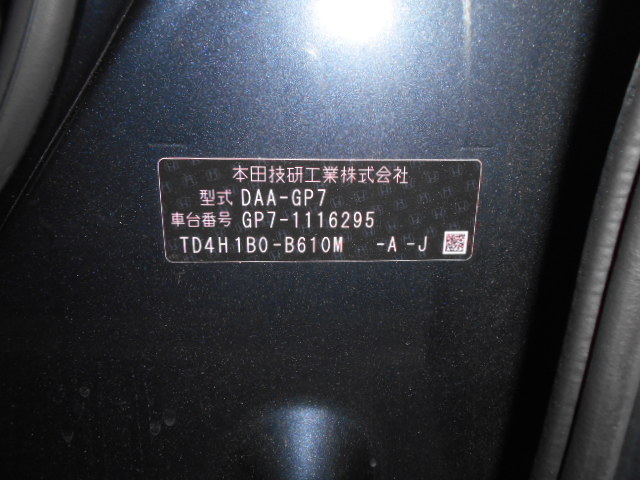 本田技研工業株式会社
型式 DAA-GP7
車台番号 GP7-1116295
TD4H1B0-B610M -A -J